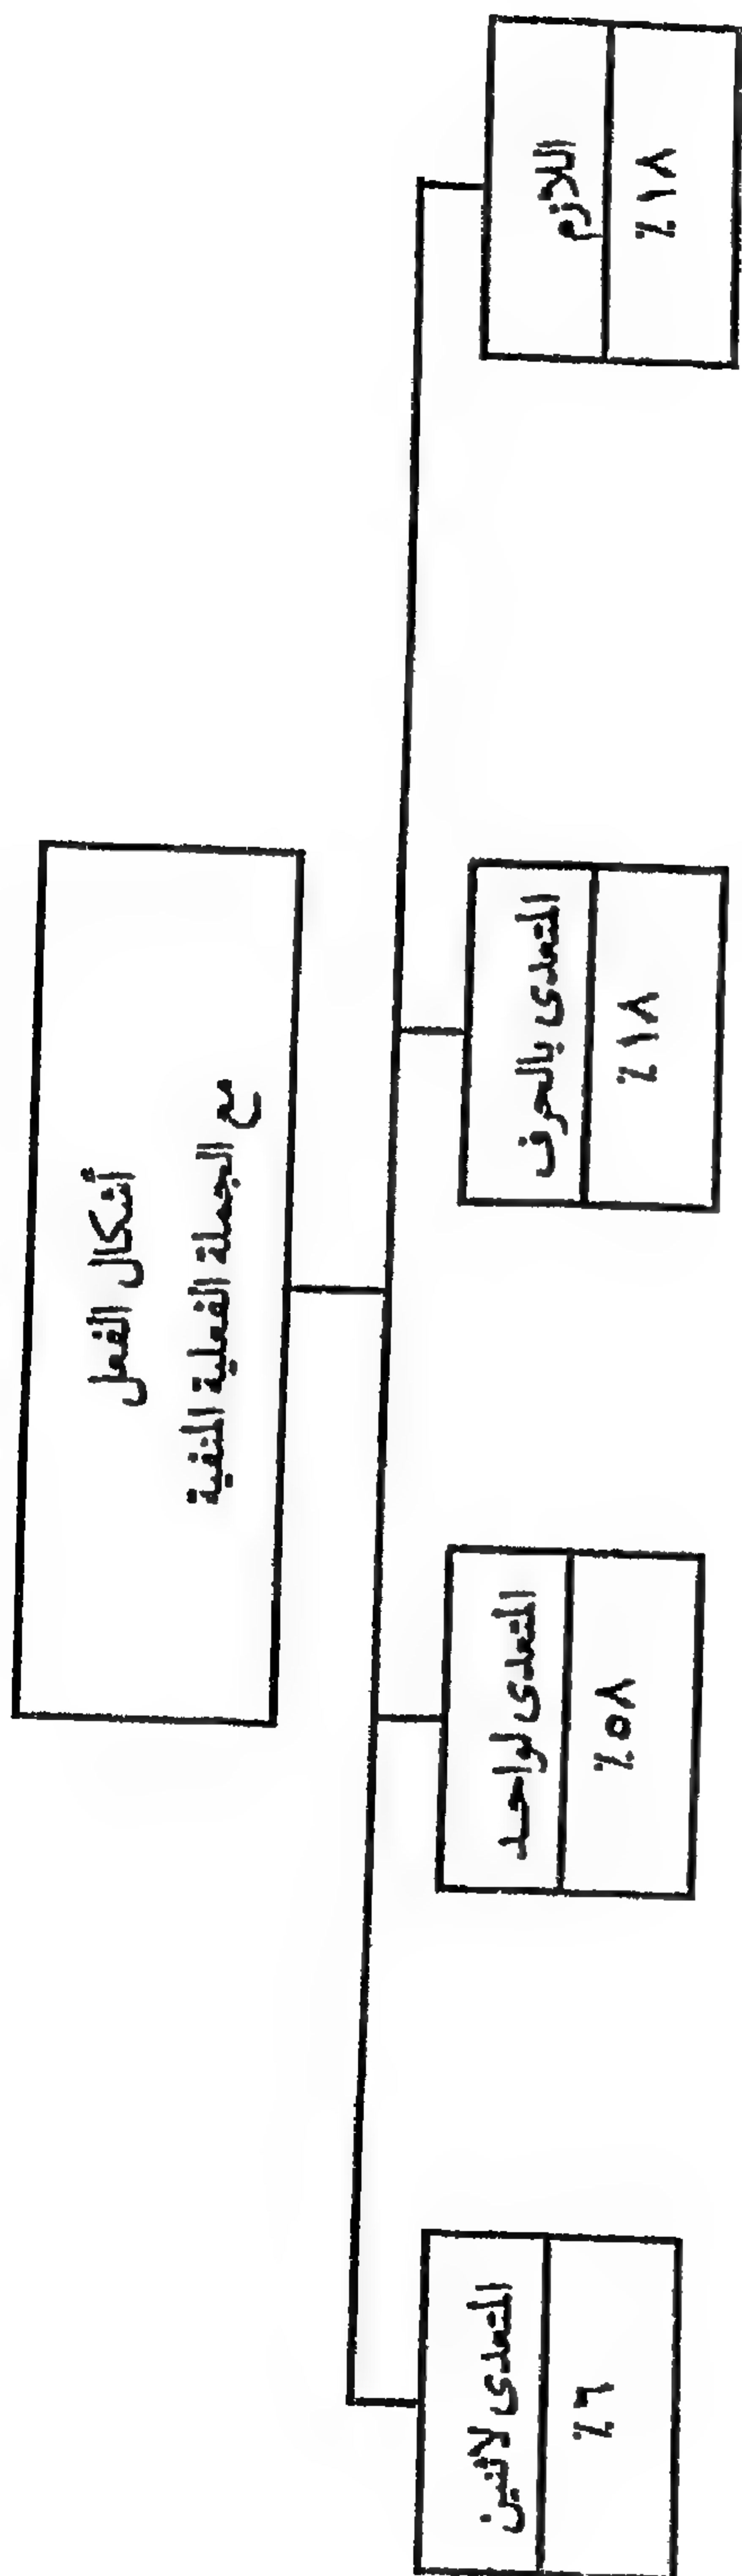 أشكال الفعل
مع الجملة الفعلية المنفية
اللازم
٪١٨
المتعدى بالحرف
٪١٨
المتعدى لواحد
٪٥٨
المتعدى لاثنين
٪٦